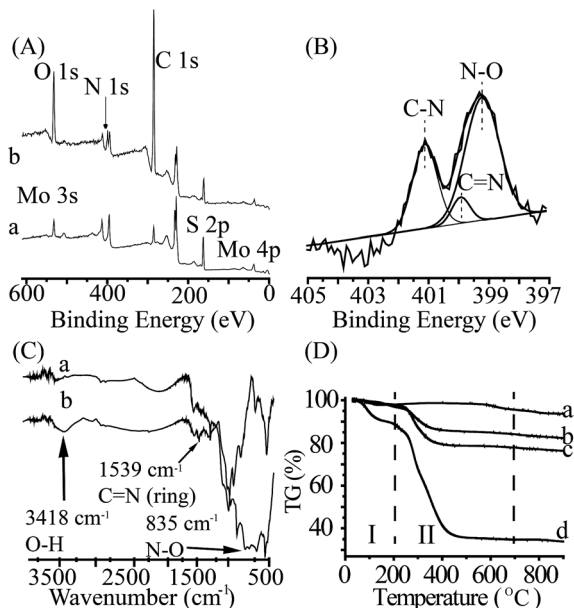 (A)
O 1s
N 1s
C 1s
b
Mo 3s
a
S 2p
Mo 4p
600 400 200 0
Binding Energy (eV)
(B)
N-O
C-N
C=N
405 403 401 399 397
Binding Energy (eV)
(C)
a
b
1539 cm⁻¹
C=N (ring)
3418 cm⁻¹
O-H
835 cm⁻¹
N-O
3500 2500 1500 500
Wavenumber (cm⁻¹)
(D)
TG (%)
100
80
60
40
a
b
c
d
I II
0 200 400 600 800
Temperature (°C)